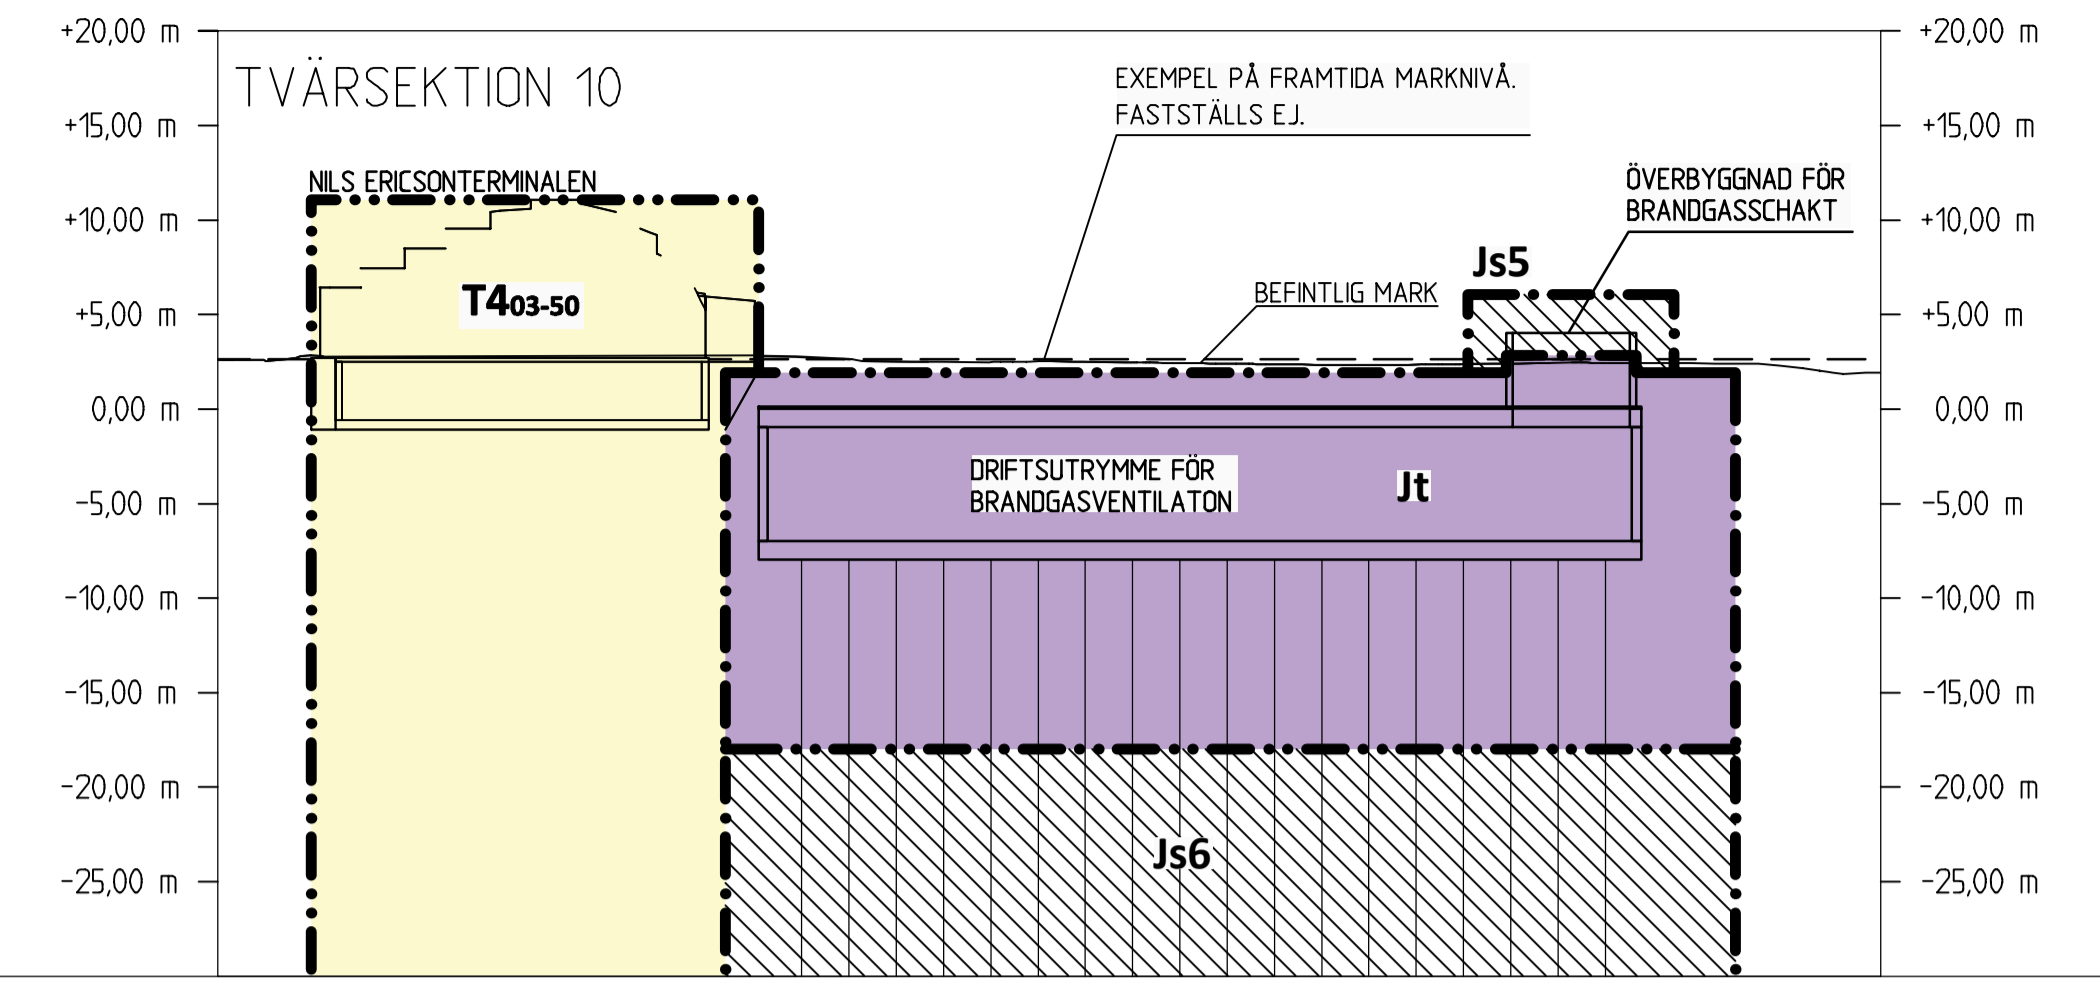 +20,00 m
+20,00 m
TVÄRSEKTION 10
EXEMPEL PÅ FRAMTIDA MARKNIVÅ.
FASTSTÄLLS EJ.
+15,00 m
+15,00 m
NILS ERICSONTERMINALEN
ÖVERBYGGNAD FÖR
BRANDGASSCHAKT
+10,00 m
+10,00 m
Js5
BEFINTLIG MARK
T403-50
+5,00 m
+5,00 m
0,00 m
0,00 m
DRIFTSUTRYMME FÖR
BRANDGASVENTILATON
Jt
-5,00 m
-5,00 m
-10,00 m
-10,00 m
-15,00 m
-15,00 m
-20,00 m
-20,00 m
Js6
-25,00 m
-25,00 m